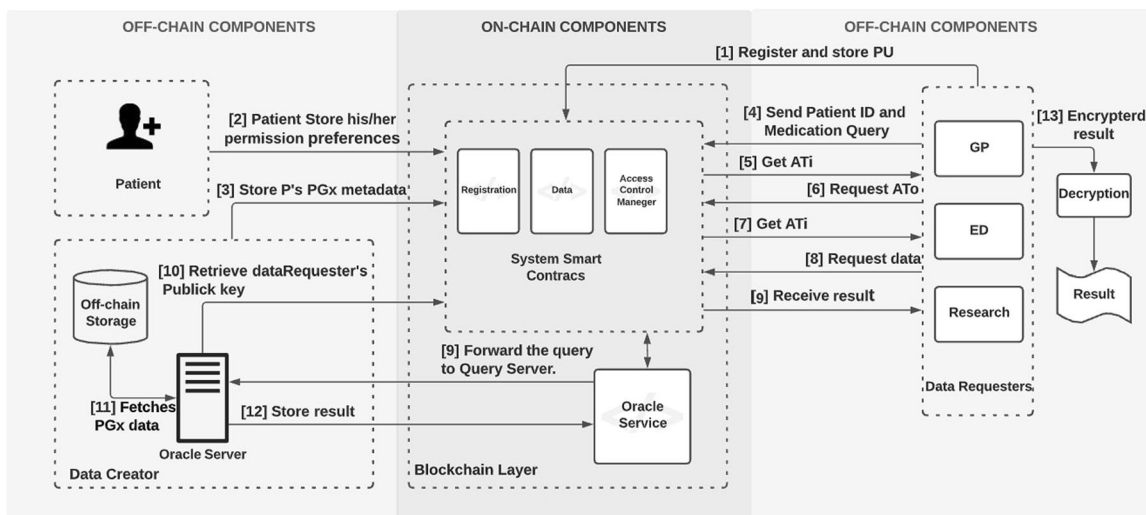 OFF-CHAIN COMPONENTS
ON-CHAIN COMPONENTS
OFF-CHAIN COMPONENTS
[1] Register and store PU
[2] Patient Store his/her
permission preferences
Patient
[3] Store P's PGx metadata
Registration
Data
Access
Control
Manager
System Smart
Contracs
[4] Send Patient ID and
Medication Query
[5] Get ATi
[6] Request ATo
[7] Get ATi
[8] Request data
[9] Receive result
GP
ED
Research
Data Requesters
[13] Encrypterd
result
Decryption
Result
[10] Retrieve dataRequester's
Publick key
Off-chain
Storage
[9] Forward the query
to Query Server.
[11] Fetches
PGx data
[12] Store result
Oracle Server
Oracle
Service
Data Creator
Blockchain Layer